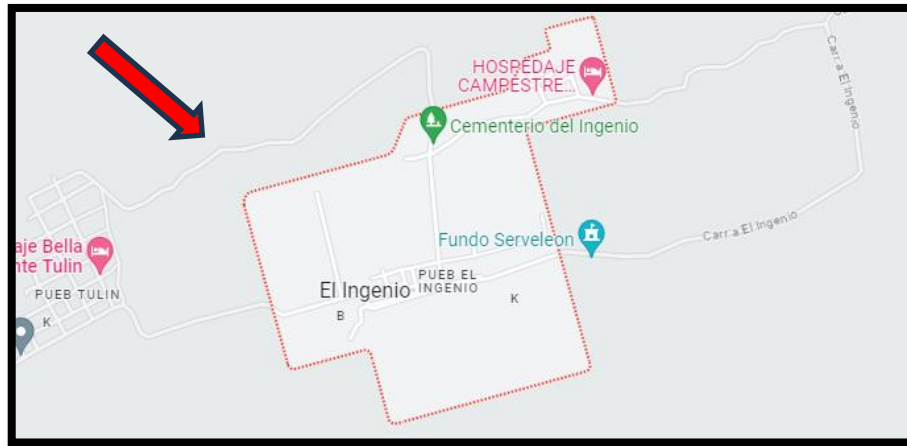 HOSPEDAJE
CAMPESTRE...
Carr a El Ingenio
Cementerio del Ingenio
Fundo Serveleon
Carr a El Ingenio
aje Bella
nte Tulin
PUEB TULIN
K
El Ingenio
PUEB EL
INGENIO
B
K